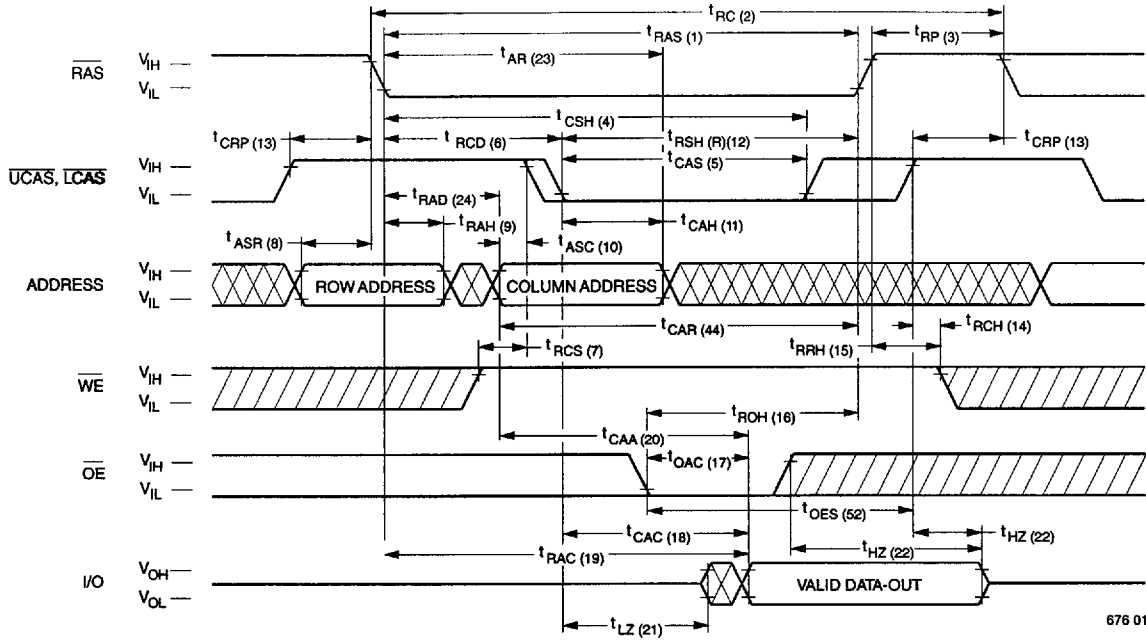 tRC (2)
tRAS (1)
tRP (3)
tAR (23)
RAS
VIH
VIL
tCSH (4)
tCRP (13)
tRCD (6)
tRSH (R)(12)
tCRP (13)
tCAS (5)
UCAS, LCAS
VIH
VIL
tRAD (24)
tRAH (9)
tCAH (11)
tASR (8)
tASC (10)
ADDRESS
VIH
VIL
ROW ADDRESS
COLUMN ADDRESS
tCAR (44)
tRCH (14)
tRCS (7)
tRRH (15)
WE
VIH
VIL
tROH (16)
tCAA (20)
OE
VIH
VIL
tOAC (17)
tOES (52)
tCAC (18)
tHZ (22)
tRAC (19)
tHZ (22)
I/O
VOH
VOL
VALID DATA-OUT
tLZ (21)
676 01